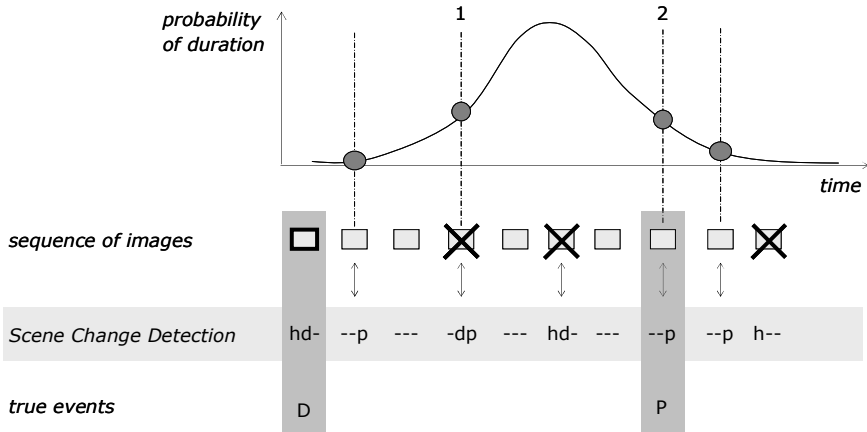 probability
of duration
1
2
time
sequence of images
Scene Change Detection hd- --p --- -dp --- hd- --- --p --p h--
true events D P